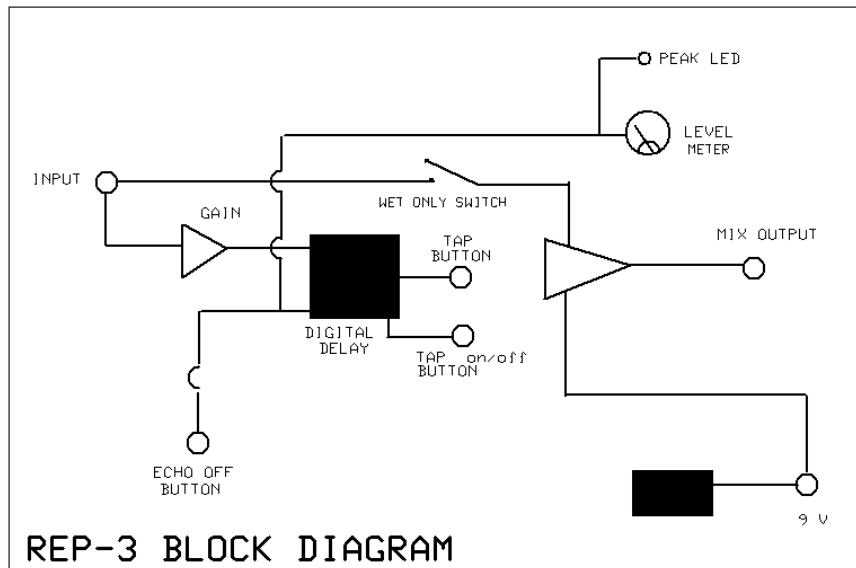 PEAK LED
LEVEL
METER
INPUT
WET ONLY SWITCH
GAIN
TAP
BUTTON
MIX OUTPUT
DIGITAL
DELAY
TAP on/off
BUTTON
ECHO OFF
BUTTON
9 V
REP-3 BLOCK DIAGRAM